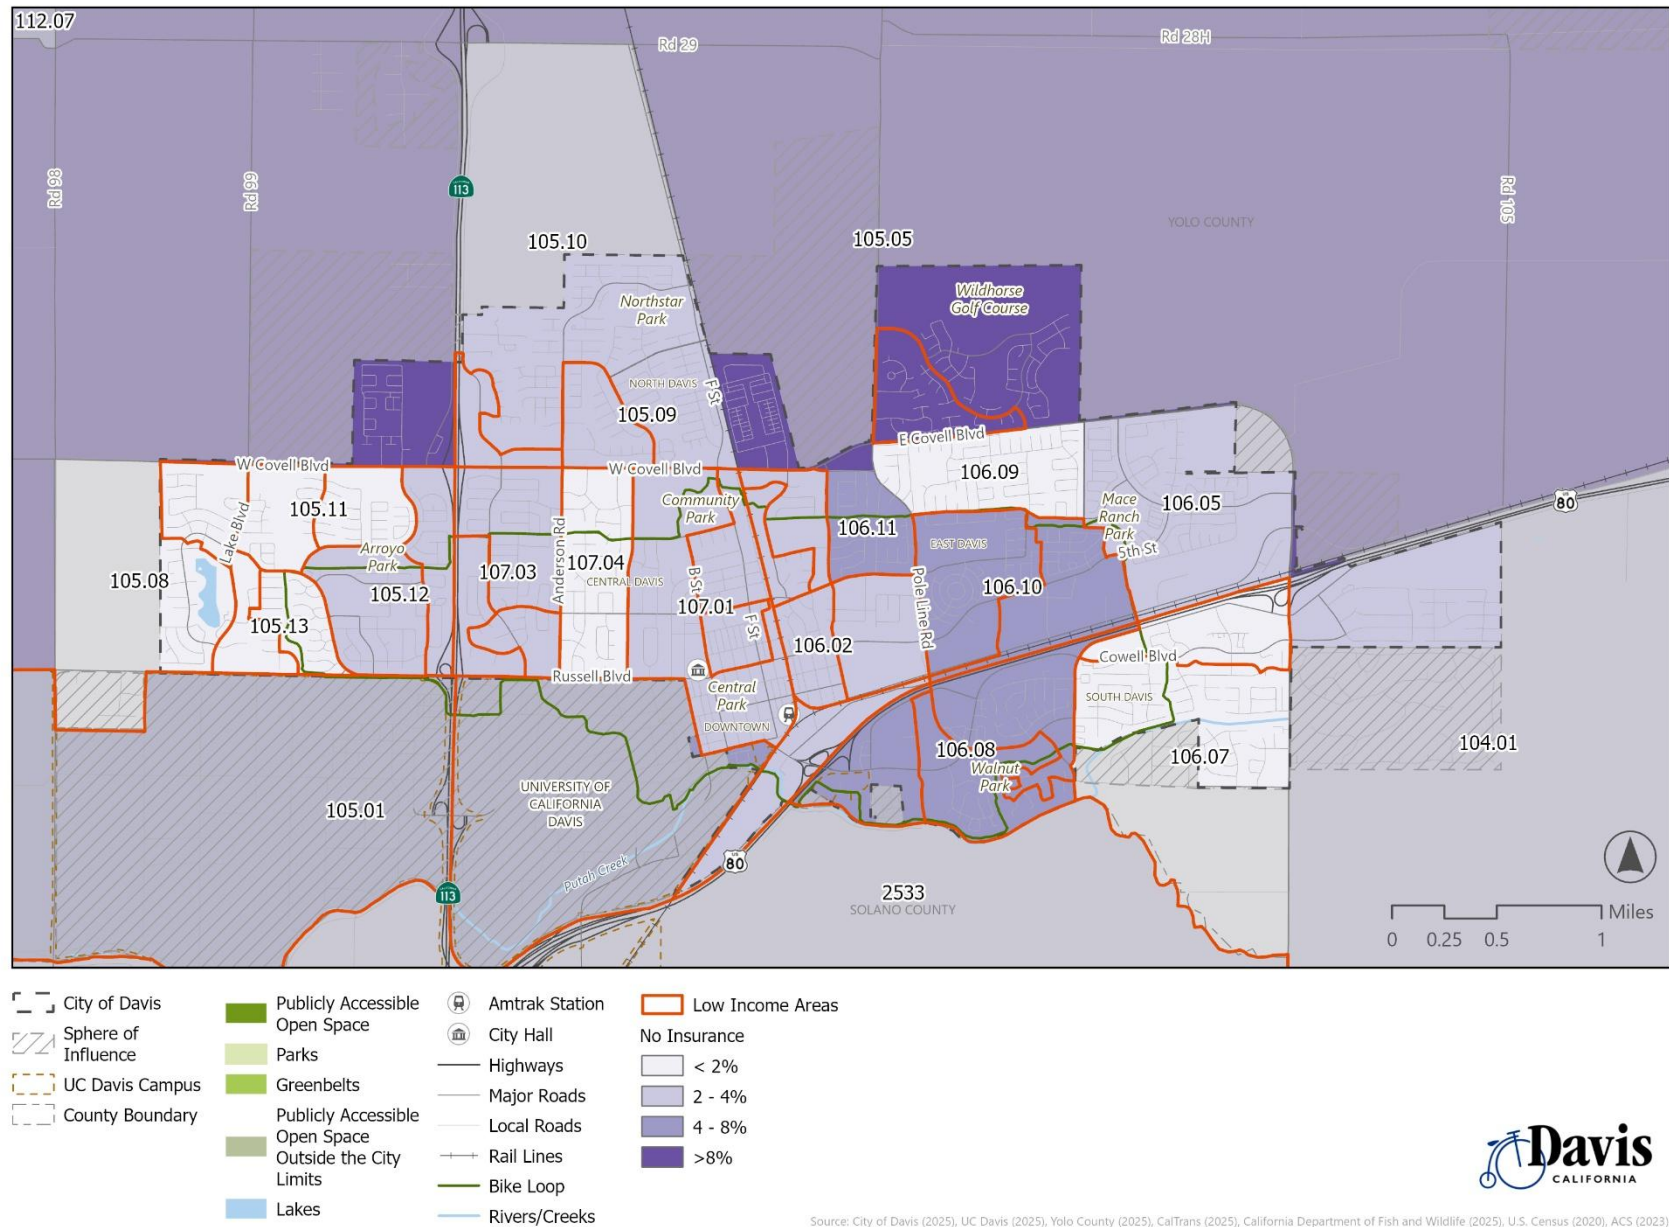 112.07
Rd 29
Rd 28H
Rd 98
Rd 99
113
Rd 105
YOLO COUNTY
105.10
105.05
Wildhorse
Golf Course
Northstar
Park
NORTH DAVIS
F St
105.09
E Covell Blvd
W Covell Blvd
W Covell Blvd
106.09
105.11
Community
Park
Mace
Ranch
Park
106.05
80
Lake Blvd
Anderson Rd
106.11
EAST DAVIS
5th St
Arroyo
Park
105.08
107.03
107.04
CENTRAL DAVIS
B St
Pole Line Rd
106.10
105.12
107.01
105.13
F St
106.02
Cowell Blvd
Russell Blvd
Central
Park
SOUTH DAVIS
DOWNTOWN
106.08
104.01
106.07
Walnut
Park
UNIVERSITY OF
CALIFORNIA
DAVIS
105.01
Putah Creek
US
80
113
2533
SOLANO COUNTY
Miles
0 0.25 0.5 1
City of Davis
Sphere of
Influence
UC Davis Campus
County Boundary
Publicly Accessible
Open Space
Parks
Greenbelts
Publicly Accessible
Open Space
Outside the City
Limits
Lakes
Amtrak Station
City Hall
Highways
Major Roads
Local Roads
Rail Lines
Bike Loop
Rivers/Creeks
Low Income Areas
No Insurance
< 2%
2 - 4%
4 - 8%
>8%
Davis
CALIFORNIA
Source: City of Davis (2025), UC Davis (2025), Yolo County (2025), CalTrans (2025), California Department of Fish and Wildlife (2025), U.S. Census (2020), ACS (2023)